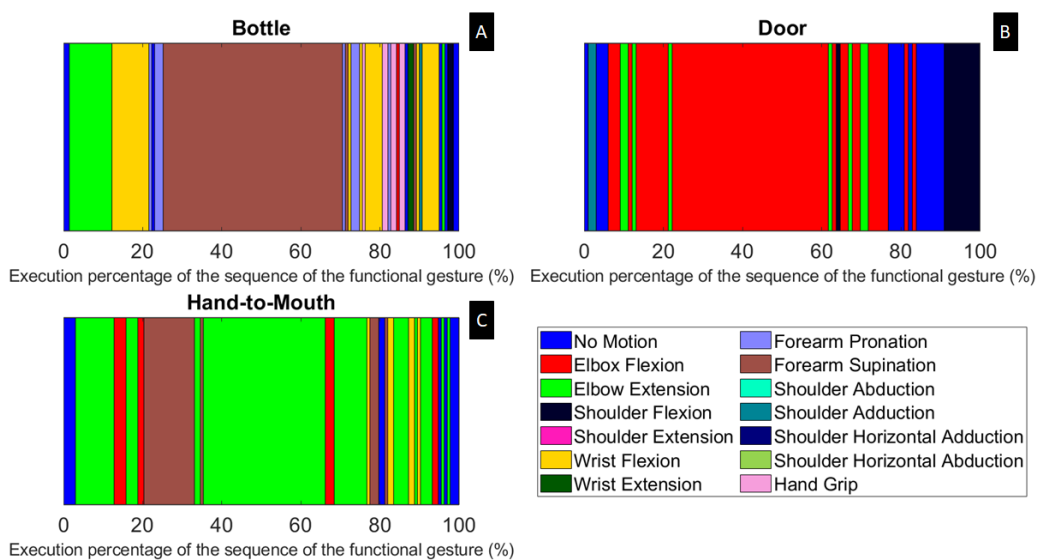 Bottle
A
0 20 40 60 80 100
Execution percentage of the sequence of the functional gesture (%)
Door
B
0 20 40 60 80 100
Execution percentage of the sequence of the functional gesture (%)
Hand-to-Mouth
C
0 20 40 60 80 100
Execution percentage of the sequence of the functional gesture (%)
No Motion
Elbox Flexion
Elbow Extension
Shoulder Flexion
Shoulder Extension
Wrist Flexion
Wrist Extension
Forearm Pronation
Forearm Supination
Shoulder Abduction
Shoulder Adduction
Shoulder Horizontal Adduction
Shoulder Horizontal Abduction
Hand Grip